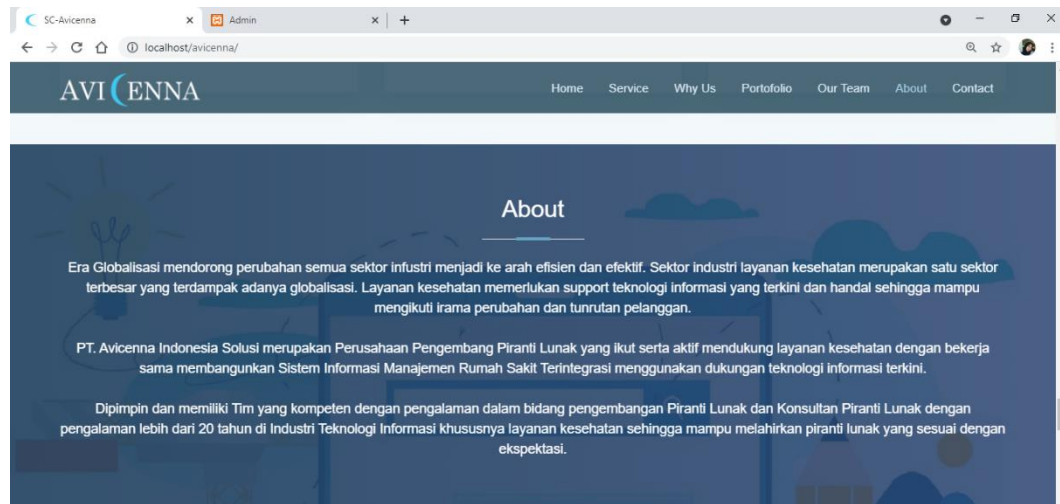 SC-Avicenna
Admin
localhost/avicenna/
AVICENNA
Home Service Why Us Portofolio Our Team About Contact
About
Era Globalisasi mendorong perubahan semua sektor infustri menjadi ke arah efisien dan efektif. Sektor industri layanan kesehatan merupakan satu sektor
terbesar yang terdampak adanya globalisasi. Layanan kesehatan memerlukan support teknologi informasi yang terkini dan handal sehingga mampu
mengikuti irama perubahan dan tunrutan pelanggan.
PT. Avicenna Indonesia Solusi merupakan Perusahaan Pengembang Piranti Lunak yang ikut serta aktif mendukung layanan kesehatan dengan bekerja
sama membangunkan Sistem Informasi Manajemen Rumah Sakit Terintegrasi menggunakan dukungan teknologi informasi terkini.
Dipimpin dan memiliki Tim yang kompeten dengan pengalaman dalam bidang pengembangan Piranti Lunak dan Konsultan Piranti Lunak dengan
pengalaman lebih dari 20 tahun di Industri Teknologi Informasi khususnya layanan kesehatan sehingga mampu melahirkan piranti lunak yang sesuai dengan
ekspektasi.